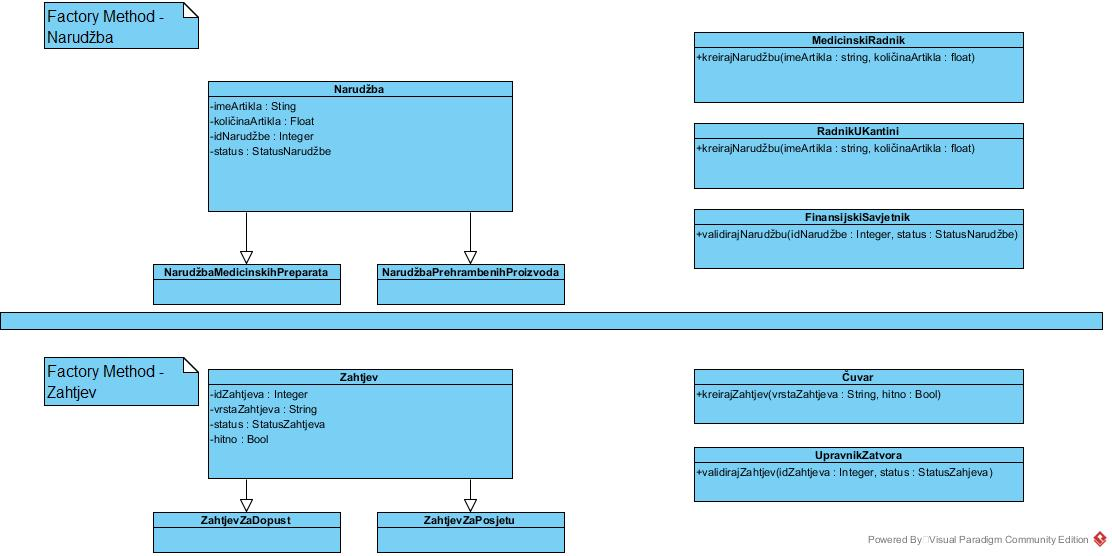 Factory Method -
Narudžba
Narudžba
-imeArtikla : Sting
-količinaArtikla : Float
-idNarudžbe : Integer
-status : StatusNarudžbe
NarudžbaMedicinskihPreparata
NarudžbaPrehrambenihProizvoda
MedicinskiRadnik
+kreirajNarudžbu(imeArtikla : string, količinaArtikla : float)
RadnikUKantini
+kreirajNarudžbu(imeArtikla : string, količinaArtikla : float)
FinansijskiSavjetnik
+validirajNarudžbu(idNarudžbe : Integer, status : StatusNarudžbe)
Factory Method -
Zahtjev
Zahtjev
-idZahtjeva : Integer
-vrstaZahtjeva : String
-status : StatusZahtjeva
-hitno : Bool
ZahtjevZaDopust
ZahtjevZaPosjetu
Čuvar
+kreirajZahtjev(vrstaZahtjeva : String, hitno : Bool)
UpravnikZatvora
+validirajZahtjev(idZahtjeva : Integer, status : StatusZahjeva)
Powered By Visual Paradigm Community Edition